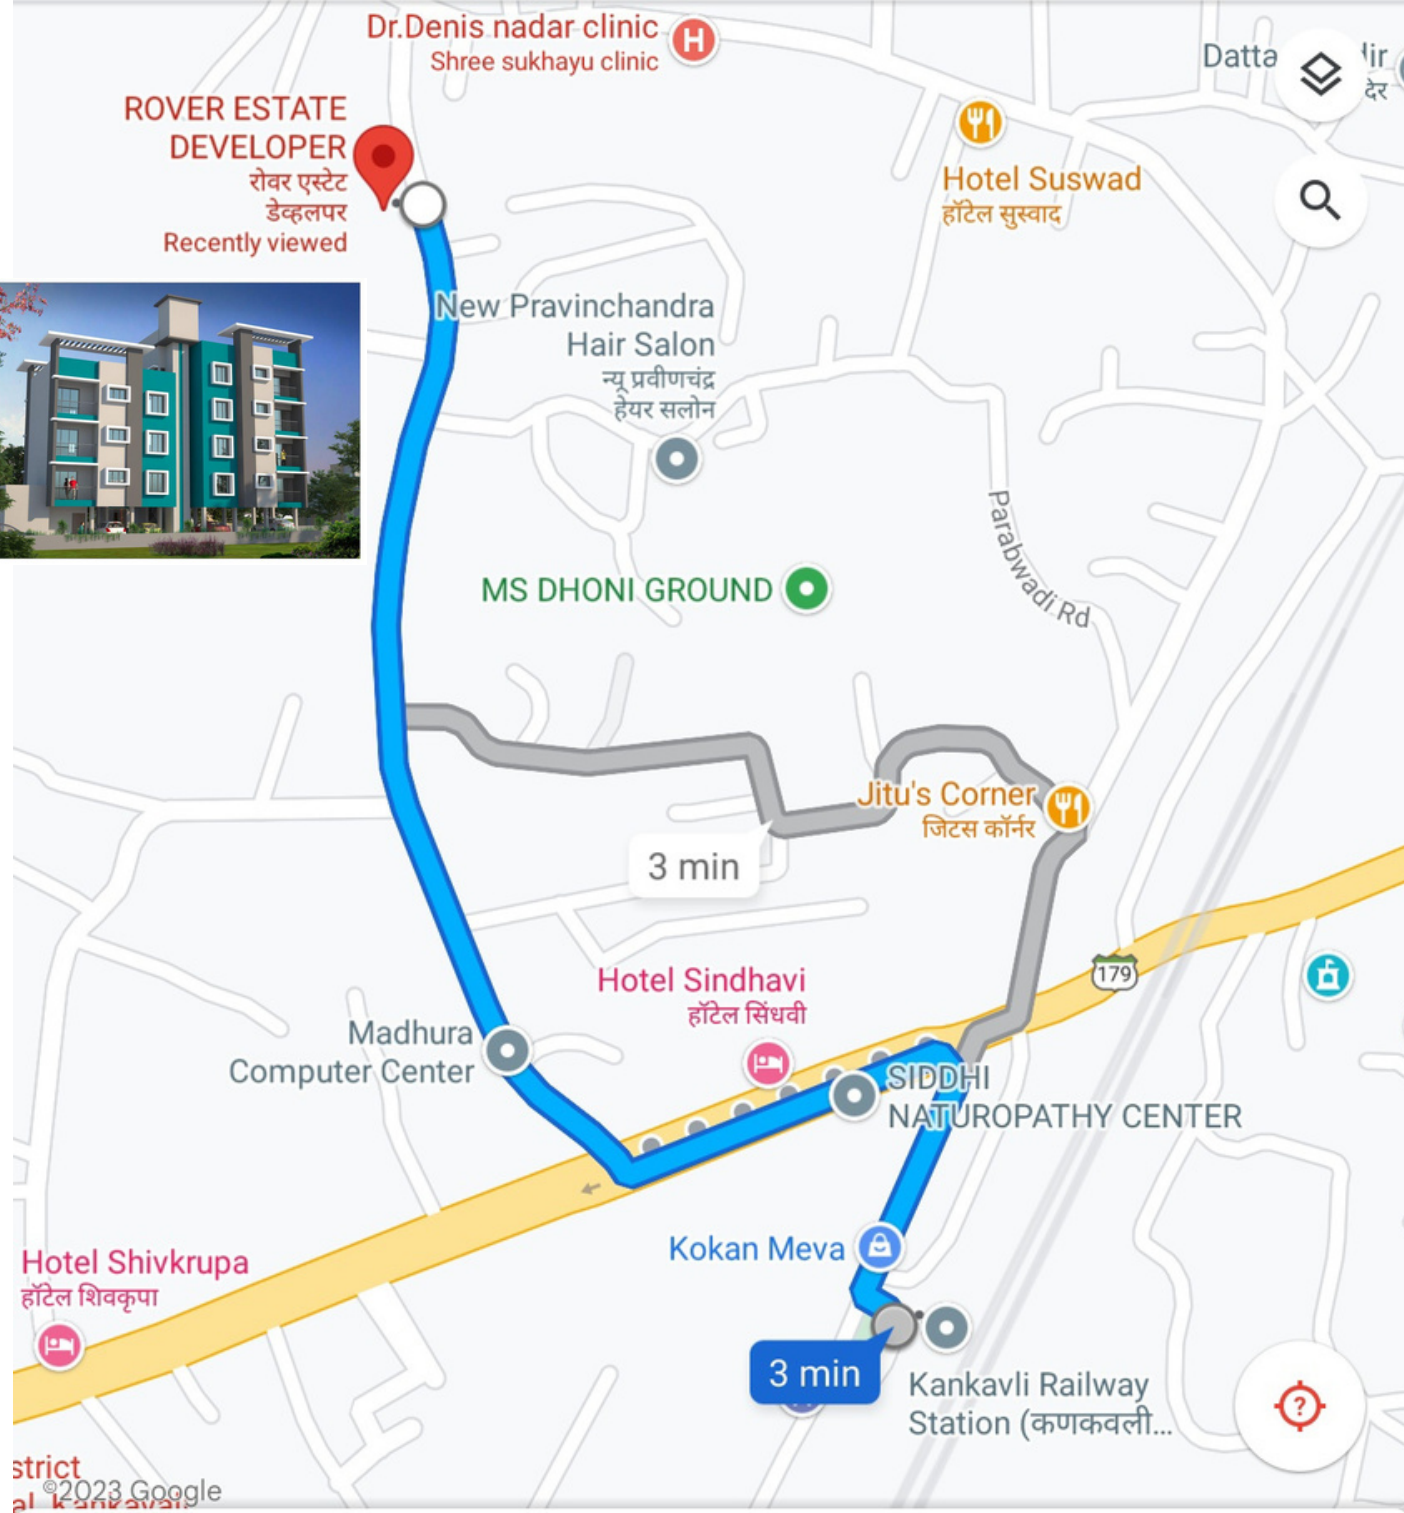 Dr.Denis nadar clinic
Shree sukhayu clinic
Datta
दिर
ROVER ESTATE
DEVELOPER
रोवर एस्टेट
डेव्हलपर
Recently viewed
Hotel Suswad
हॉटेल सुस्वाद
New Pravinchandra
Hair Salon
न्यू प्रवीणचंद्र
हेयर सलोन
Parabwadi Rd
MS DHONI GROUND
Jitu's Corner
जिटस कॉर्नर
3 min
179
Hotel Sindhavi
हॉटेल सिंधवी
Madhura
Computer Center
SIDDHI
NATUROPATHY CENTER
Kokan Meva
Hotel Shivkrupa
हॉटेल शिवकृपा
3 min
Kankavli Railway
Station (कणकवली...
strict
©2023 Google
al, Kankavali